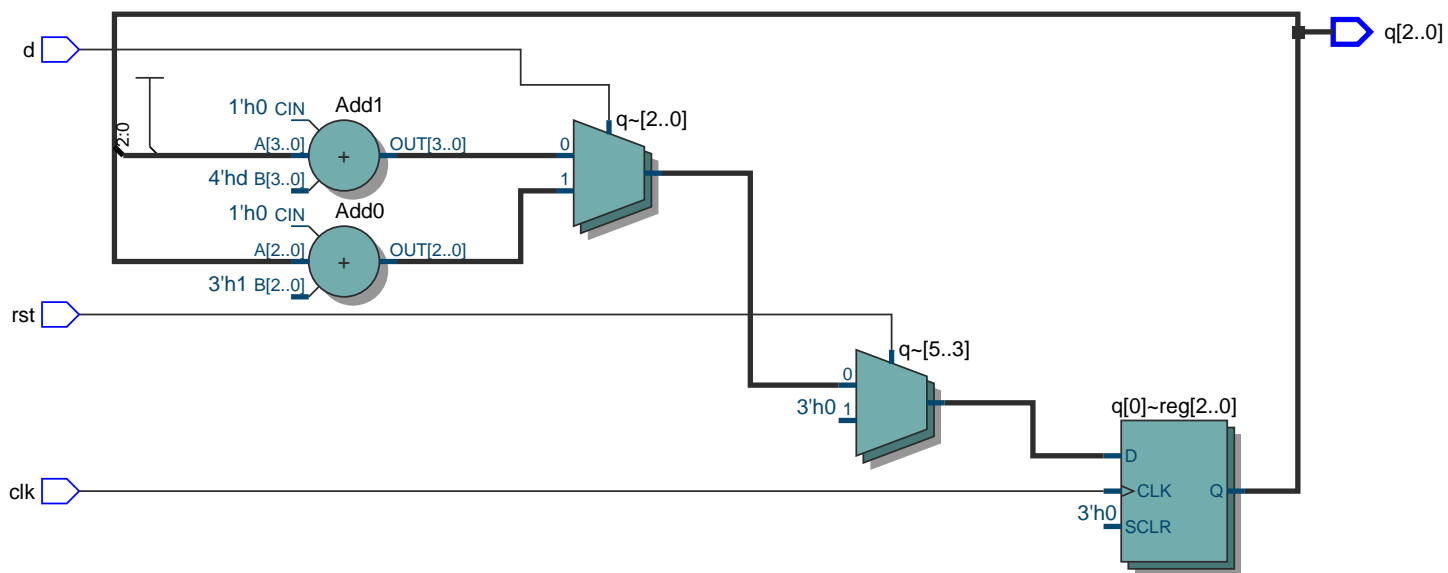 q[2..0]
d
2:0
1'h0 CIN
Add1
A[3..0]
OUT[3..0]
4'hd B[3..0]
+
q~[2..0]
0
1
1'h0 CIN
Add0
A[2..0]
OUT[2..0]
3'h1 B[2..0]
+
rst
q~[5..3]
0
3'h0 1
q[0]~reg[2..0]
D
clk
CLK
Q
3'h0
SCLR